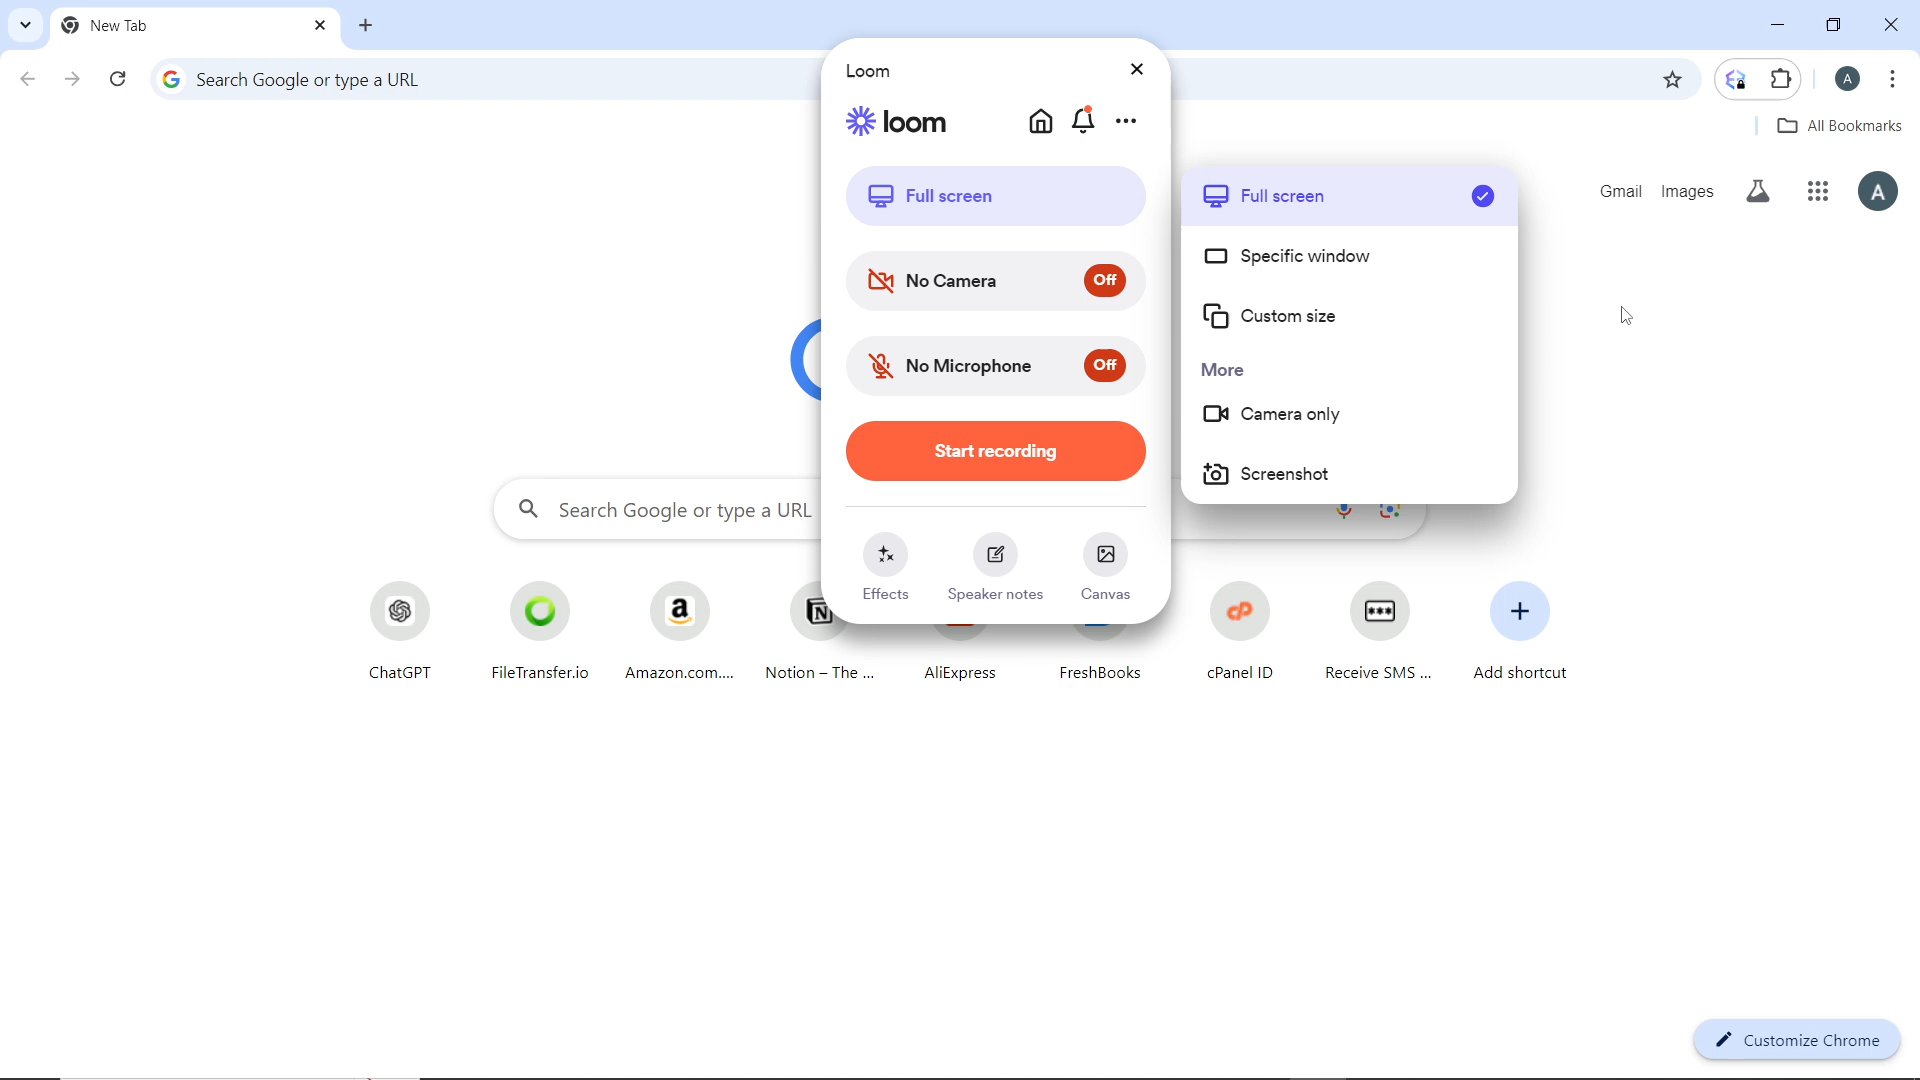 New Tab
Search Google or type a URL
A
All Bookmarks
Gmail
Images
A
Loom
loom
Full screen
No Camera
Off
No Microphone
Off
Start recording
Effects
Speaker notes
Canvas
Full screen
Specific window
Custom size
More
Camera only
Screenshot
Search Google or type a URL
ChatGPT
FileTransfer.io
Amazon.com....
Notion – The ...
AliExpress
FreshBooks
cPanel ID
Receive SMS ...
Add shortcut
Customize Chrome